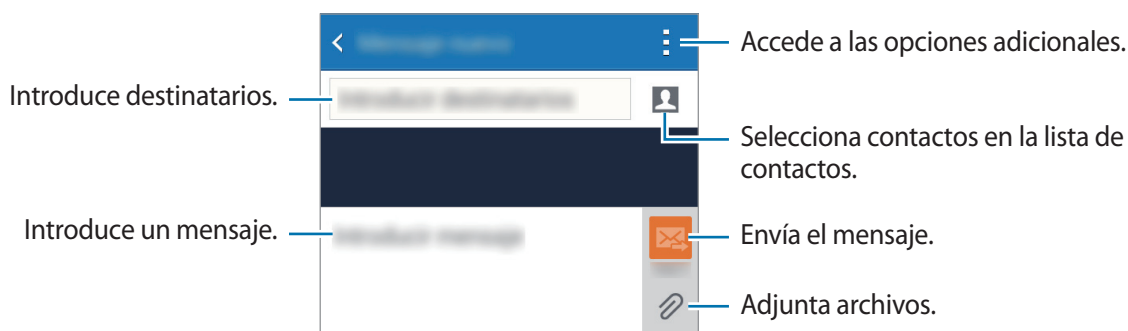 Accede a las opciones adicionales.
Introduce destinatarios.
Selecciona contactos en la lista de
contactos.
Introduce un mensaje.
Envía el mensaje.
Adjunta archivos.